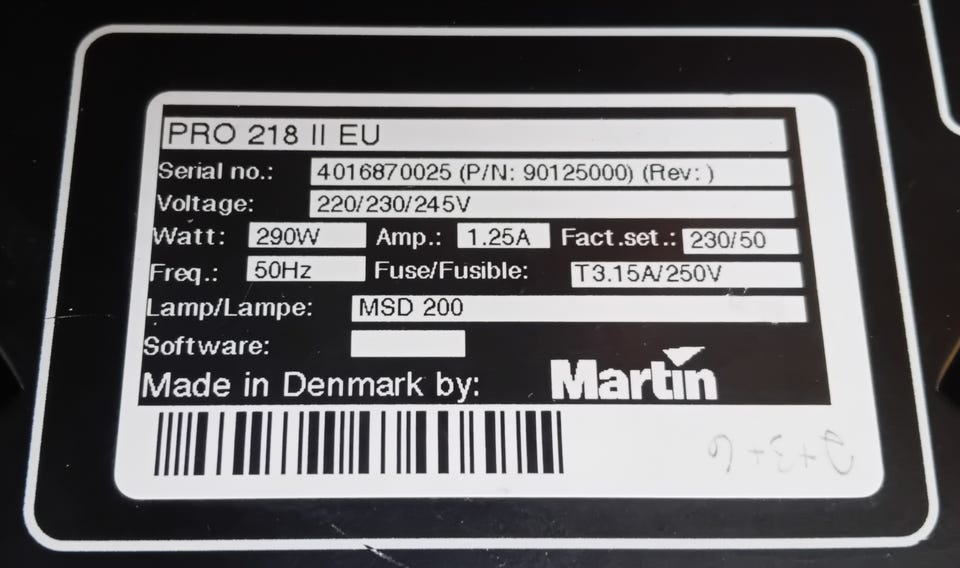 PRO 218 II EU
Serial no.: 4016870025 (P/N: 90125000) (Rev: )
Voltage: 220/230/245V
Watt: 290W Amp.: 1.25A Fact.set.: 230/50
Freq.: 50Hz Fuse/Fusible: T3.15A/250V
Lamp/Lampe: MSD 200
Software:
Made in Denmark by: Martin